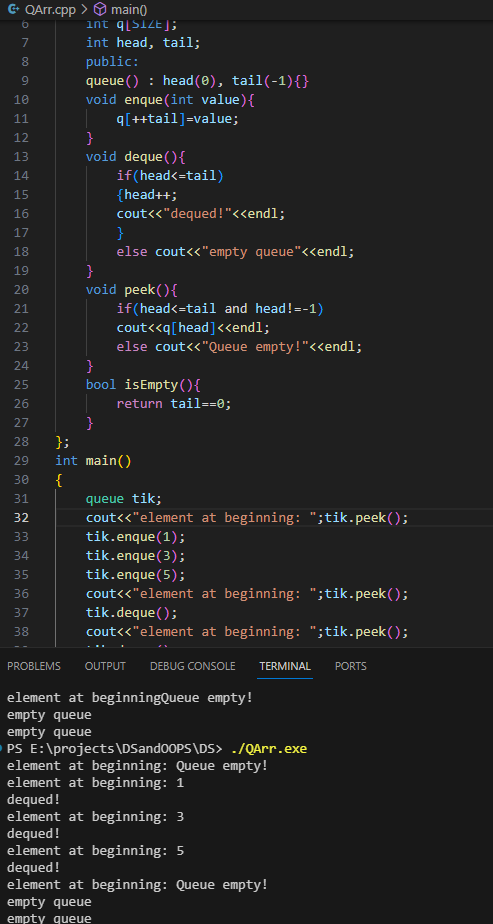 QArr.cpp > main()
6 int q[SIZE];
7 int head, tail;
8 public:
9 queue() : head(0), tail(-1){}
10 void enque(int value){
11 q[++tail]=value;
12 }
13 void deque(){
14 if(head<=tail)
15 {head++;
16 cout<<"dequed!"<<endl;
17 }
18 else cout<<"empty queue"<<endl;
19 }
20 void peek(){
21 if(head<=tail and head!=-1)
22 cout<<q[head]<<endl;
23 else cout<<"Queue empty!"<<endl;
24 }
25 bool isEmpty(){
26 return tail==0;
27 }
28 };
29 int main()
30 {
31 queue tik;
32 cout<<"element at beginning: ";tik.peek();
33 tik.enque(1);
34 tik.enque(3);
35 tik.enque(5);
36 cout<<"element at beginning: ";tik.peek();
37 tik.deque();
38 cout<<"element at beginning: ";tik.peek();
PROBLEMS OUTPUT DEBUG CONSOLE TERMINAL PORTS
element at beginningQueue empty!
empty queue
empty queue
PS E:\projects\DSandOOPS\DS> ./QArr.exe
element at beginning: Queue empty!
element at beginning: 1
dequed!
element at beginning: 3
dequed!
element at beginning: 5
dequed!
element at beginning: Queue empty!
empty queue
empty queue